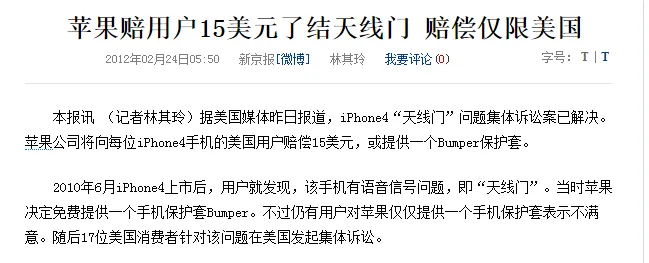 苹果赔用户15美元了结天线门 赔偿仅限美国
2012年02月24日05:50 新京报[微博] 林其玲 我要评论(0) 字号：T|T
本报讯 （记者林其玲）据美国媒体昨日报道，iPhone4“天线门”问题集体诉讼案已解决。
苹果公司将向每位iPhone4手机的美国用户赔偿15美元，或提供一个Bumper保护套。
2010年6月iPhone4上市后，用户就发现，该手机有语音信号问题，即“天线门”。当时苹果
决定免费提供一个手机保护套Bumper。不过仍有用户对苹果仅仅提供一个手机保护套表示不满
意。随后17位美国消费者针对该问题在美国发起集体诉讼。